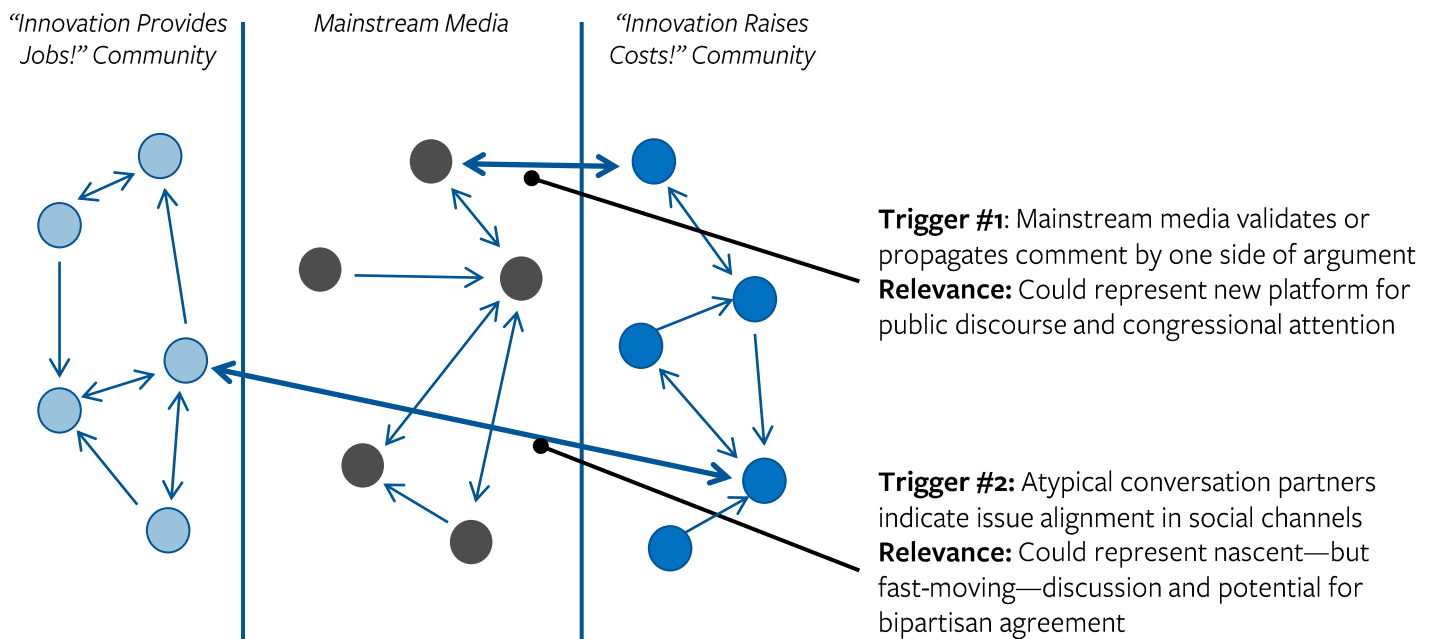 “Innovation Provides
Jobs!” Community
Mainstream Media
“Innovation Raises
Costs!” Community
Trigger #1: Mainstream media validates or
propagates comment by one side of argument
Relevance: Could represent new platform for
public discourse and congressional attention
Trigger #2: Atypical conversation partners
indicate issue alignment in social channels
Relevance: Could represent nascent—but
fast-moving—discussion and potential for
bipartisan agreement